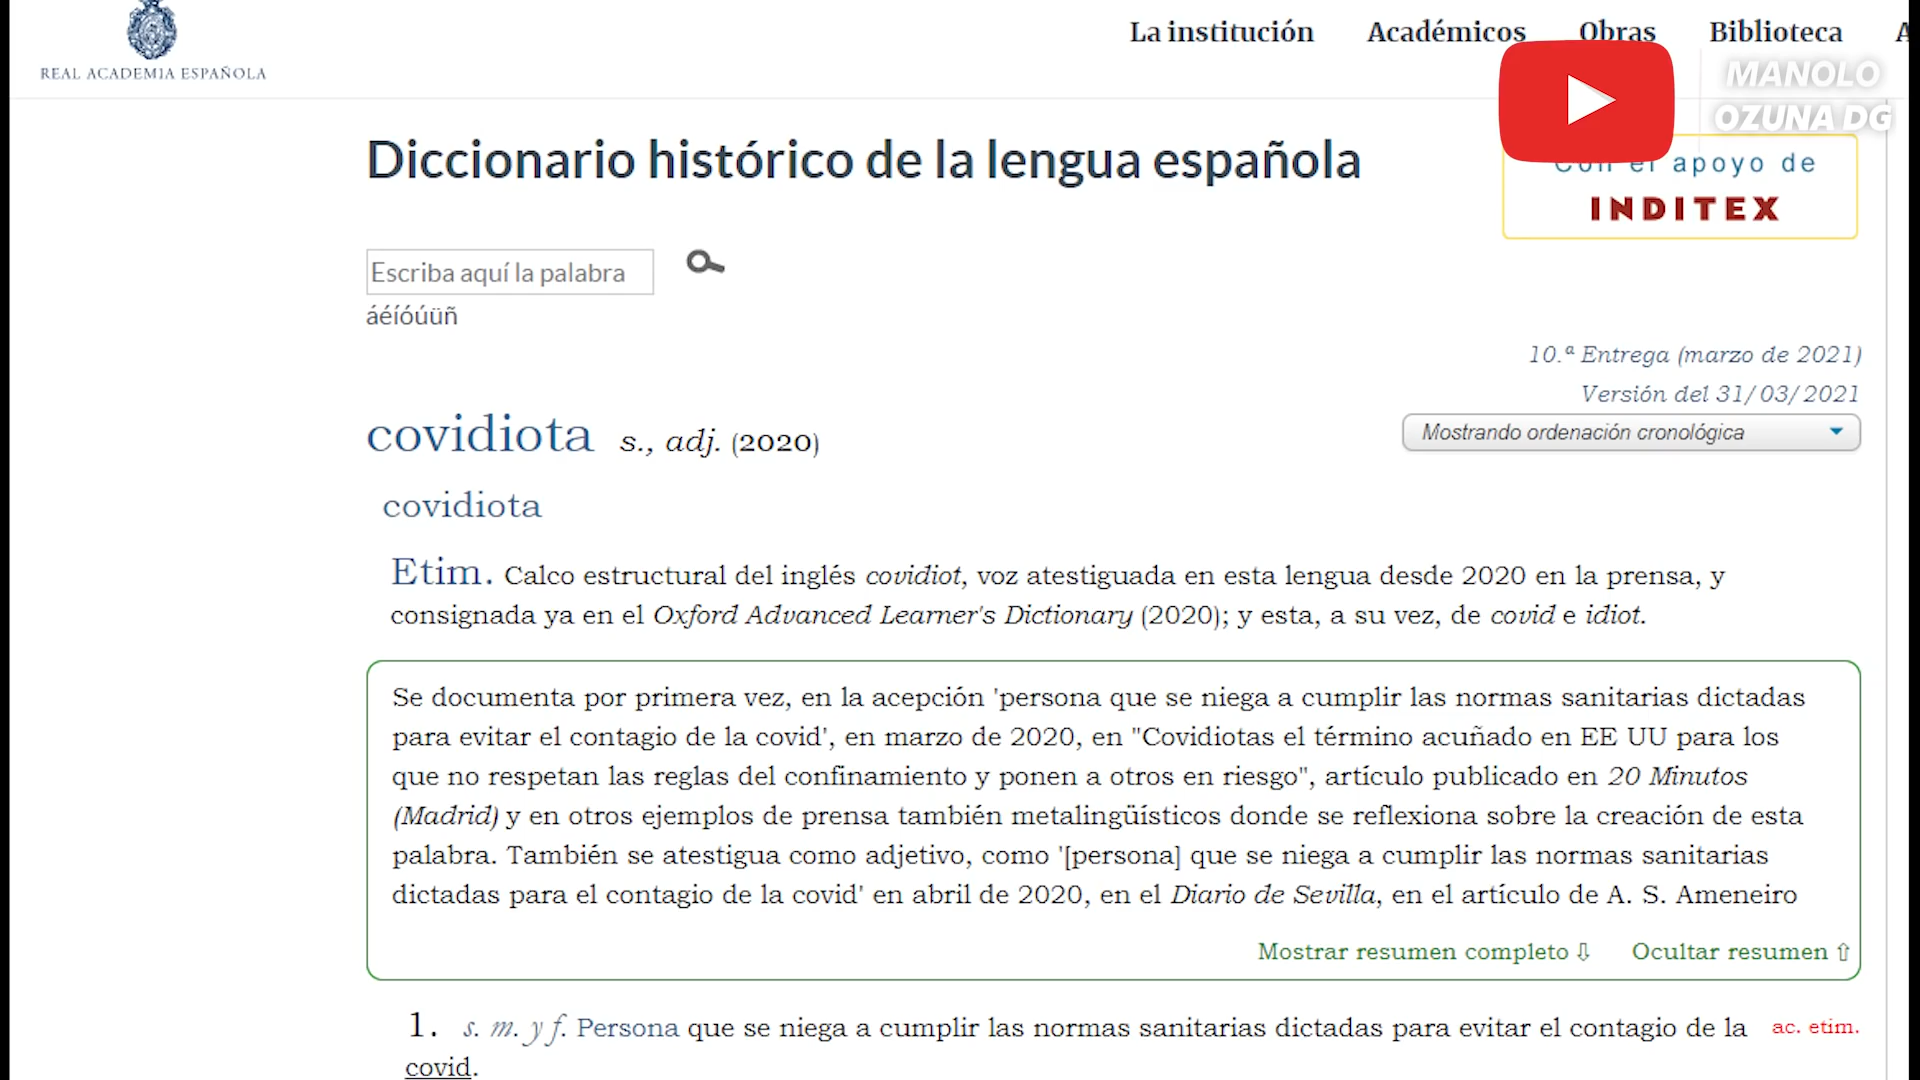 La institución Académicos Obras Biblioteca A
REAL ACADEMIA ESPAÑOLA
MANOLO
OZUNA DG
Diccionario histórico de la lengua española
Con el apoyo de
INDITEX
Escriba aquí la palabra
áéíóúüñ
10.ª Entrega (marzo de 2021)
Versión del 31/03/2021
Mostrando ordenación cronológica
covidiota s., adj. (2020)
covidiota
Etim. Calco estructural del inglés covidiot, voz atestiguada en esta lengua desde 2020 en la prensa, y
consignada ya en el Oxford Advanced Learner's Dictionary (2020); y esta, a su vez, de covid e idiot.
Se documenta por primera vez, en la acepción 'persona que se niega a cumplir las normas sanitarias dictadas
para evitar el contagio de la covid', en marzo de 2020, en "Covidiotas el término acuñado en EE UU para los
que no respetan las reglas del confinamiento y ponen a otros en riesgo", artículo publicado en 20 Minutos
(Madrid) y en otros ejemplos de prensa también metalingüísticos donde se reflexiona sobre la creación de esta
palabra. También se atestigua como adjetivo, como '[persona] que se niega a cumplir las normas sanitarias
dictadas para el contagio de la covid' en abril de 2020, en el Diario de Sevilla, en el artículo de A. S. Ameneiro
Mostrar resumen completo ⇩ Ocultar resumen ⇧
1. s. m. y f. Persona que se niega a cumplir las normas sanitarias dictadas para evitar el contagio de la ac. etim.
covid.